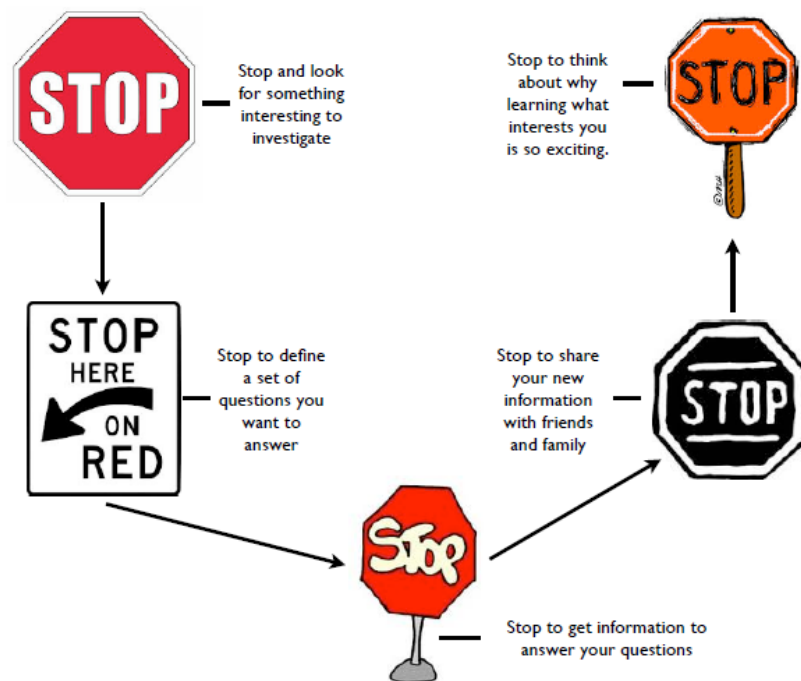 STOP
Stop and look
for something
interesting to
investigate
STOP
HERE
ON
RED
Stop to define
a set of
questions you
want to
answer
STOP
Stop to get information to
answer your questions
STOP
Stop to share
your new
information
with friends
and family
STOP
Stop to think
about why
learning what
interests you
is so exciting.